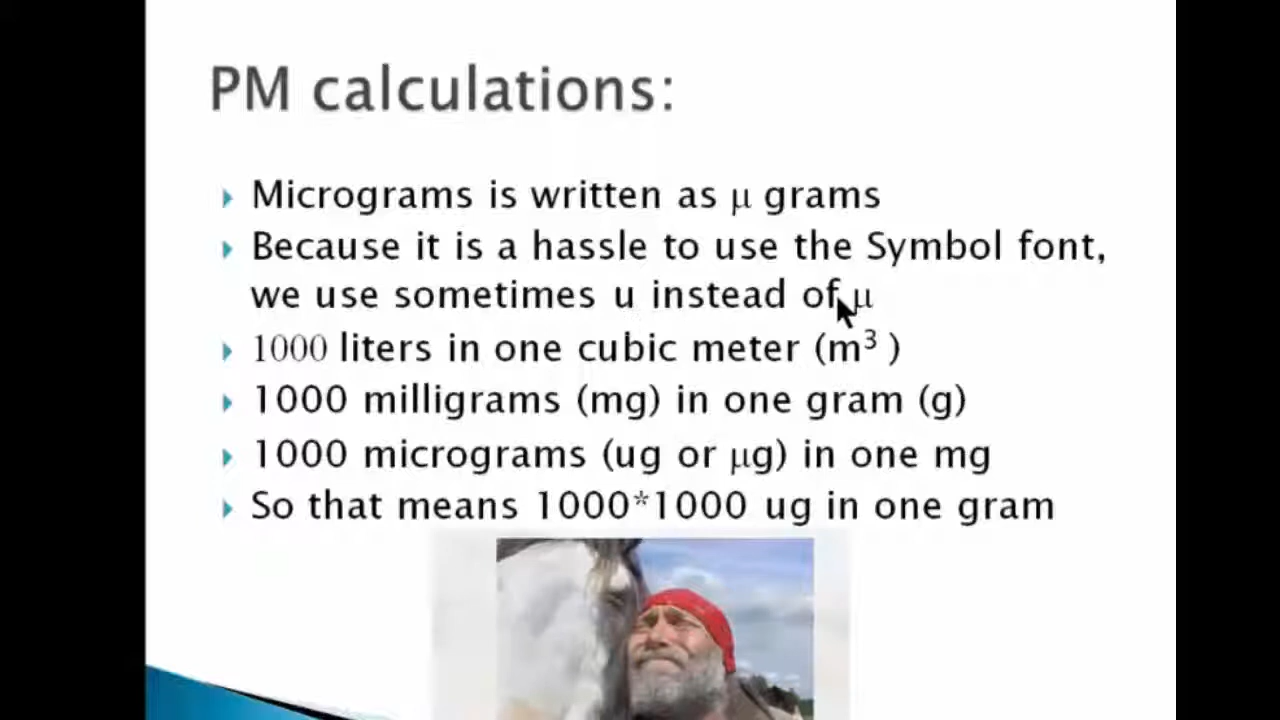 PM calculations:
Micrograms is written as μ grams
Because it is a hassle to use the Symbol font,
we use sometimes u instead of μ
1000 liters in one cubic meter (m³ )
1000 milligrams (mg) in one gram (g)
1000 micrograms (ug or μg) in one mg
So that means 1000*1000 ug in one gram